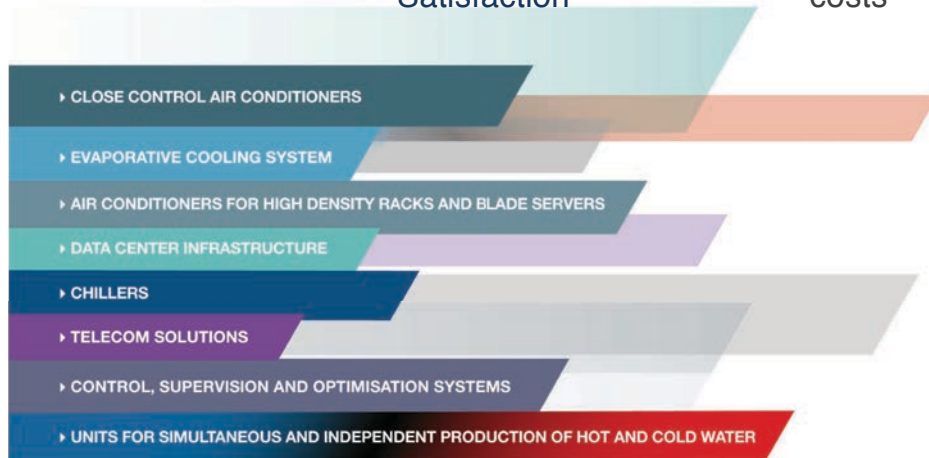 Satisfaction costs
▸ CLOSE CONTROL AIR CONDITIONERS
▸ EVAPORATIVE COOLING SYSTEM
▸ AIR CONDITIONERS FOR HIGH DENSITY RACKS AND BLADE SERVERS
▸ DATA CENTER INFRASTRUCTURE
▸ CHILLERS
▸ TELECOM SOLUTIONS
▸ CONTROL, SUPERVISION AND OPTIMISATION SYSTEMS
▸ UNITS FOR SIMULTANEOUS AND INDEPENDENT PRODUCTION OF HOT AND COLD WATER